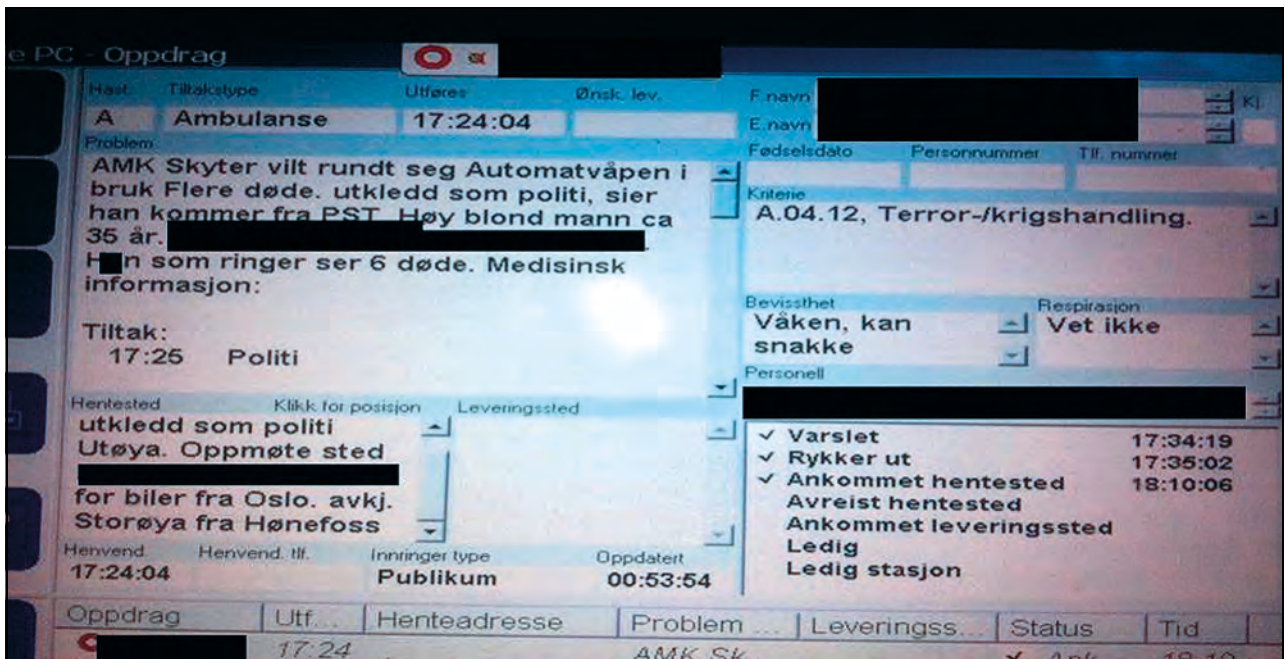 e PC - Oppdrag
Hast. Tiltakstype Utføres Ønsk. lev.
A Ambulanse 17:24:04
Problem
AMK Skyter vilt rundt seg Automatvåpen i
bruk Flere døde. utkledd som politi, sier
han kommer fra PST. Høy blond mann ca
35 år.
H n som ringer ser 6 døde. Medisinsk
informasjon:
Tiltak:
17:25 Politi
Hentested Klikk for posisjon Leveringssted
utkledd som politi
Utøya. Oppmøte sted
for biler fra Oslo. avkj.
Storøya fra Hønefoss
Henvend. Henvend. tlf. Innringer type Oppdatert
17:24:04 Publikum 00:53:54
F.navn Kj.
E.navn
Fødselsdato Personnummer Tlf. nummer
Kriterie
A.04.12, Terror-/krigshandling.
Bevissthet Respirasjon
Våken, kan Vet ikke
snakke
Personell
✓ Varslet 17:34:19
✓ Rykker ut 17:35:02
✓ Ankommet hentested 18:10:06
Avreist hentested
Ankommet leveringssted
Ledig
Ledig stasjon
Oppdrag Utf... Henteadresse Problem ... Leveringss... Status Tid
17:24 AMK Sk